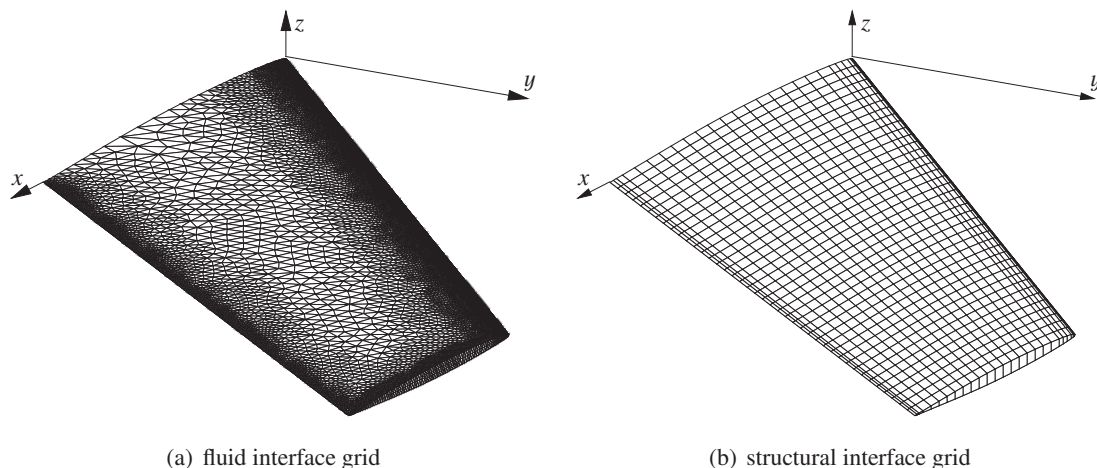 z
y
x
(a) fluid interface grid
z
y
x
(b) structural interface grid